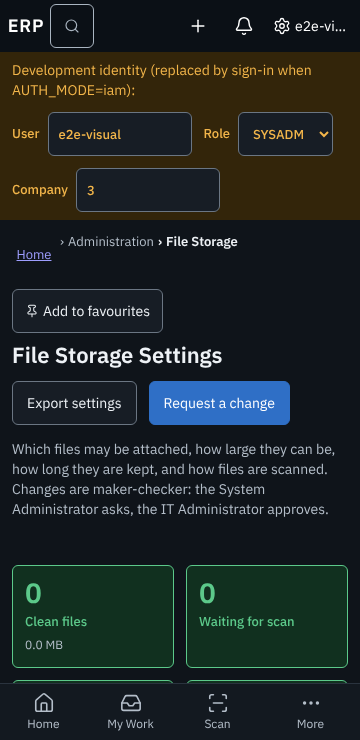 ERP
e2e-vi...
Development identity (replaced by sign-in when
AUTH_MODE=iam):
User e2e-visual Role SYSADM
Company 3
Home › Administration › File Storage
Add to favourites
File Storage Settings
Export settings Request a change
Which files may be attached, how large they can be,
how long they are kept, and how files are scanned.
Changes are maker-checker: the System
Administrator asks, the IT Administrator approves.
0 0
Clean files Waiting for scan
0.0 MB
Home My Work Scan More